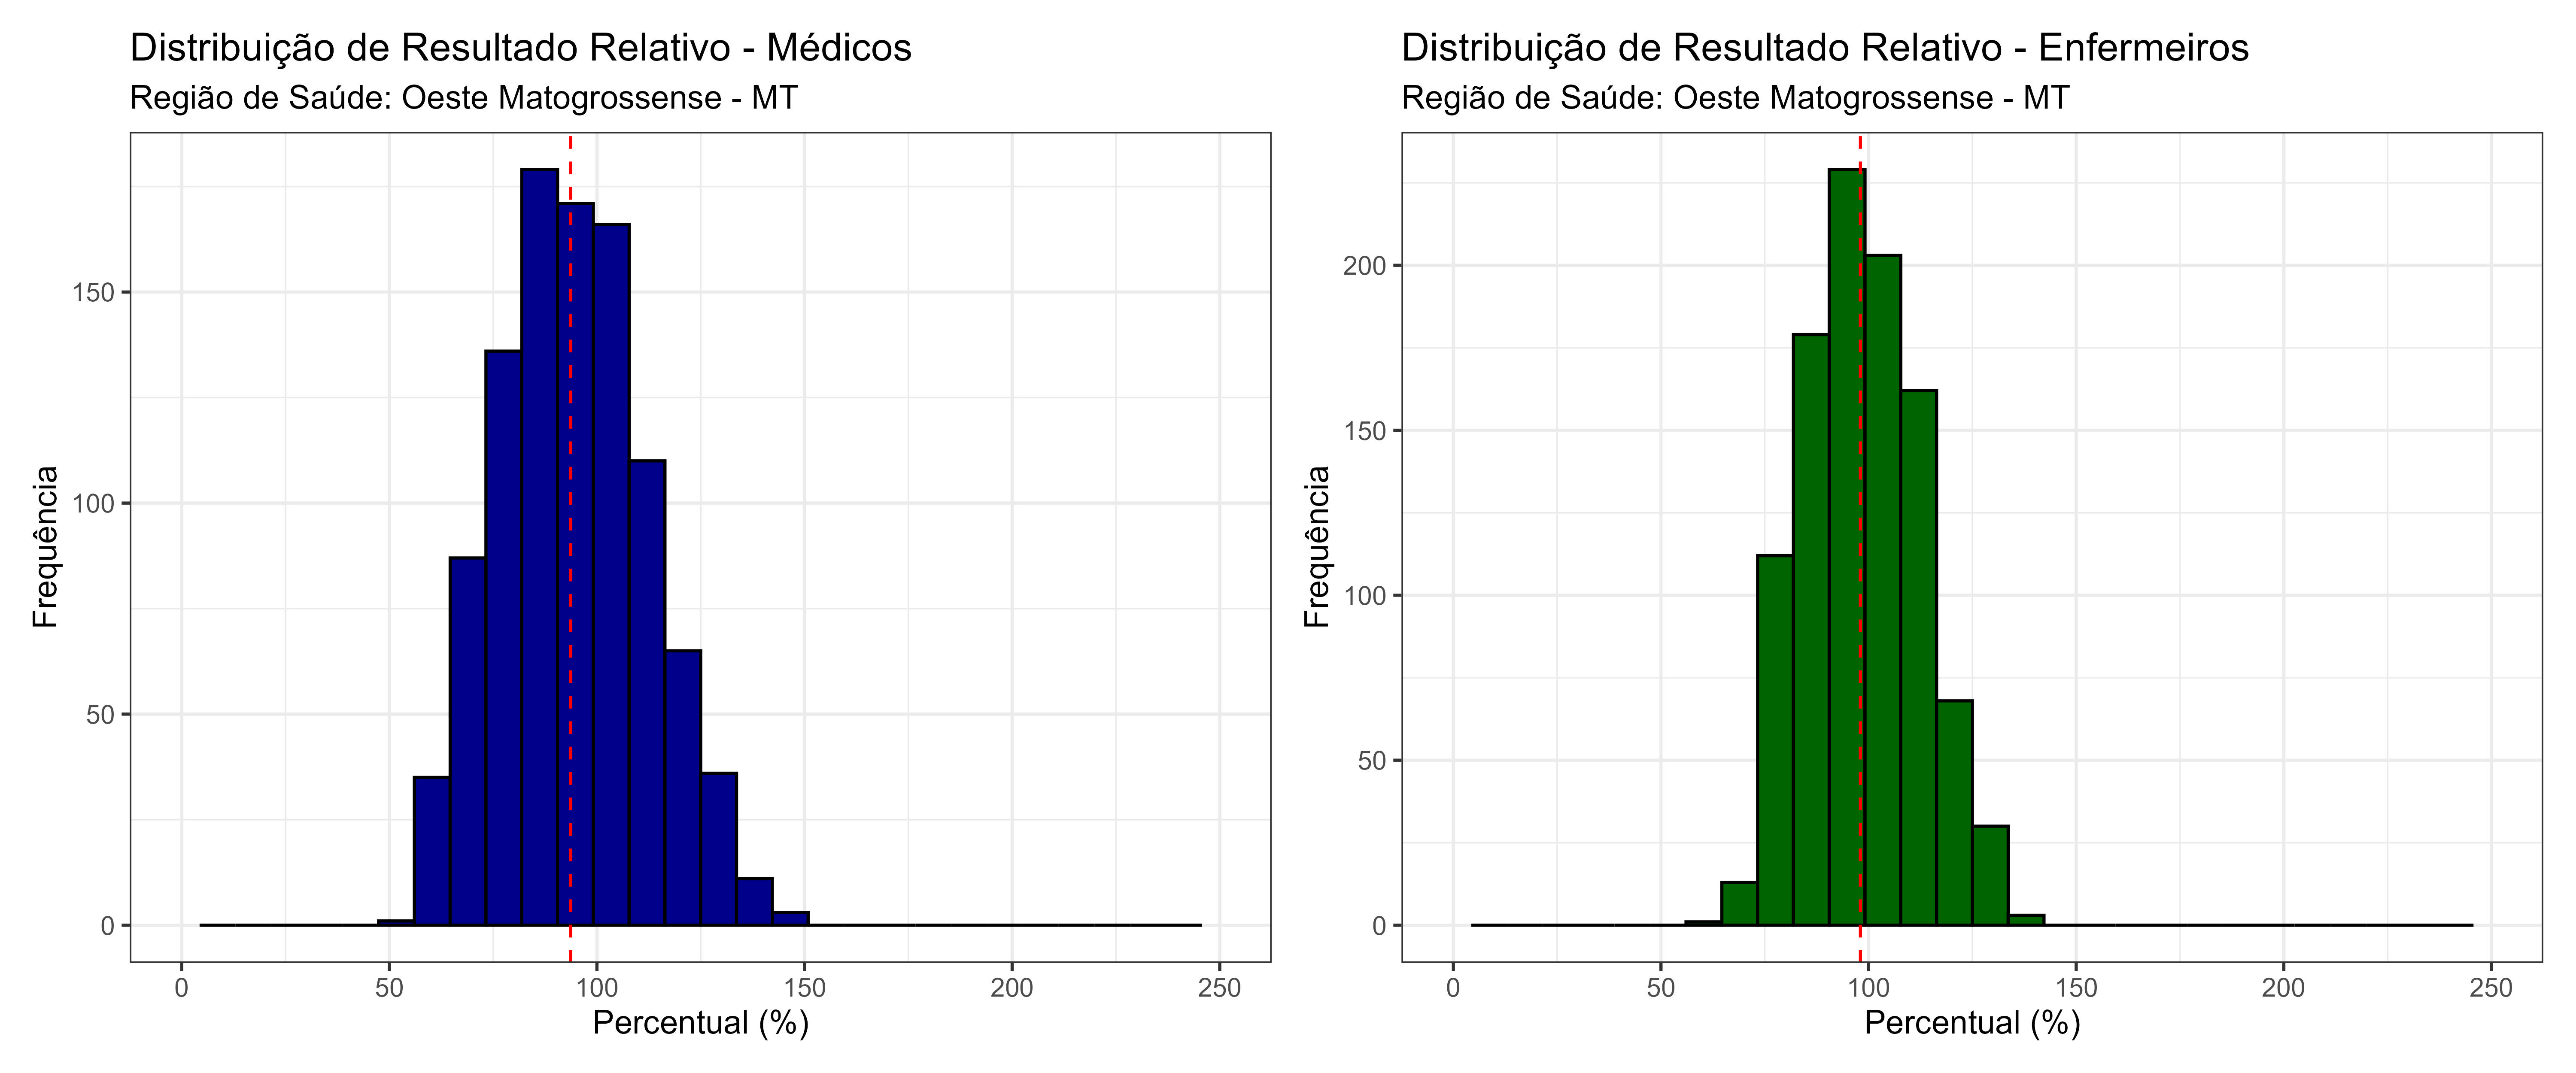 Distribuição de Resultado Relativo - Médicos
Região de Saúde: Oeste Matogrossense - MT
Frequência
150
100
50
0
0 50 100 150 200 250
Percentual (%)
Distribuição de Resultado Relativo - Enfermeiros
Região de Saúde: Oeste Matogrossense - MT
Frequência
200
150
100
50
0
0 50 100 150 200 250
Percentual (%)